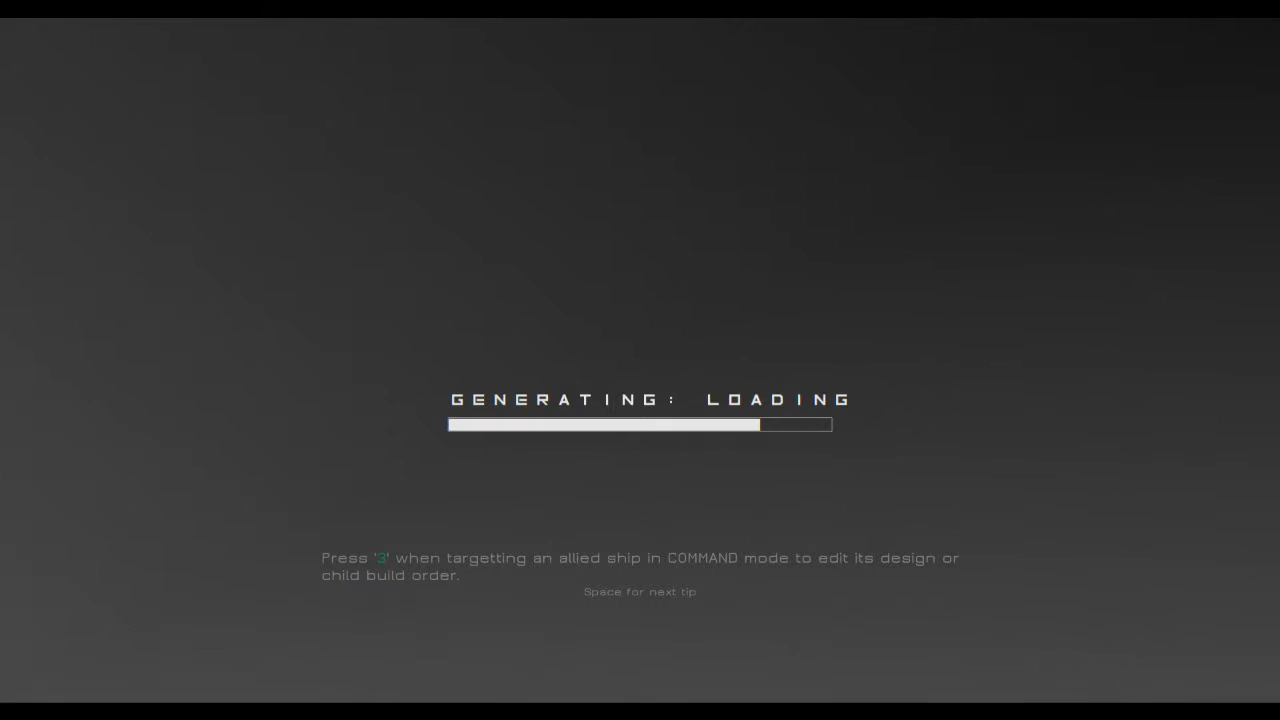 GENERATING: LOADING
Press '3' when targetting an allied ship in COMMAND mode to edit its design or
child build order.
Space for next tip